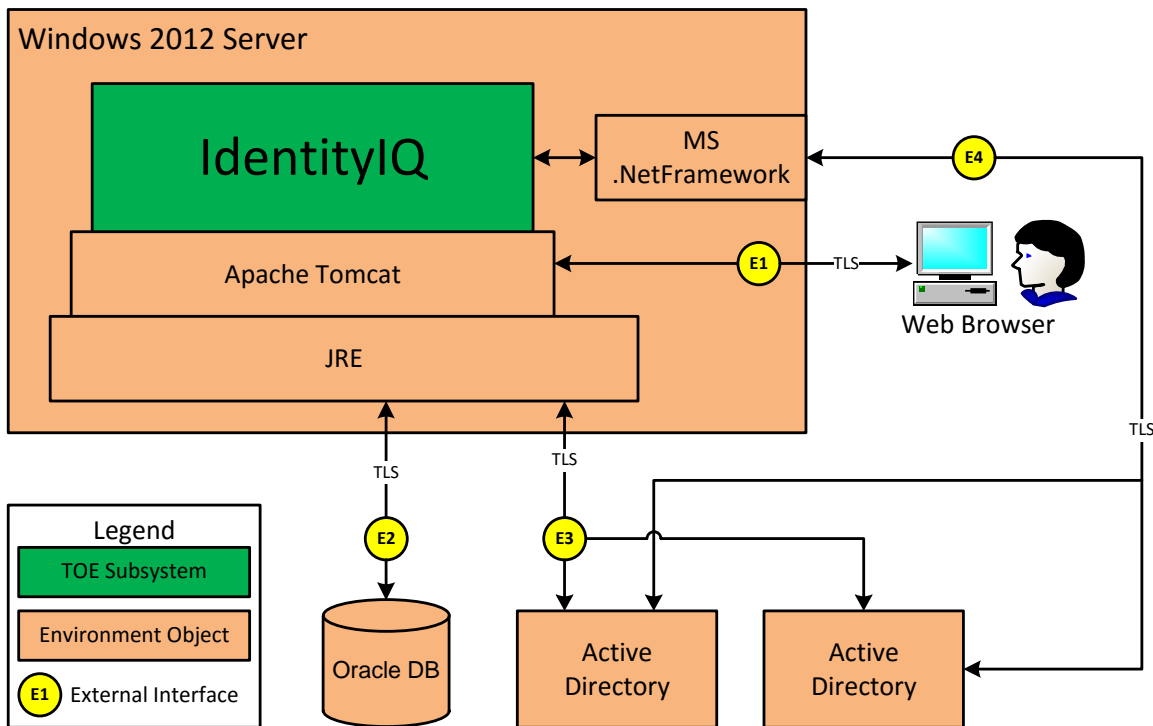 Windows 2012 Server
IdentityIQ
MS
.NetFramework
E4
Apache Tomcat
E1
TLS
Web Browser
JRE
TLS
TLS
TLS
E2
E3
Legend
TOE Subsystem
Environment Object
E1 External Interface
Oracle DB
Active
Directory
Active
Directory